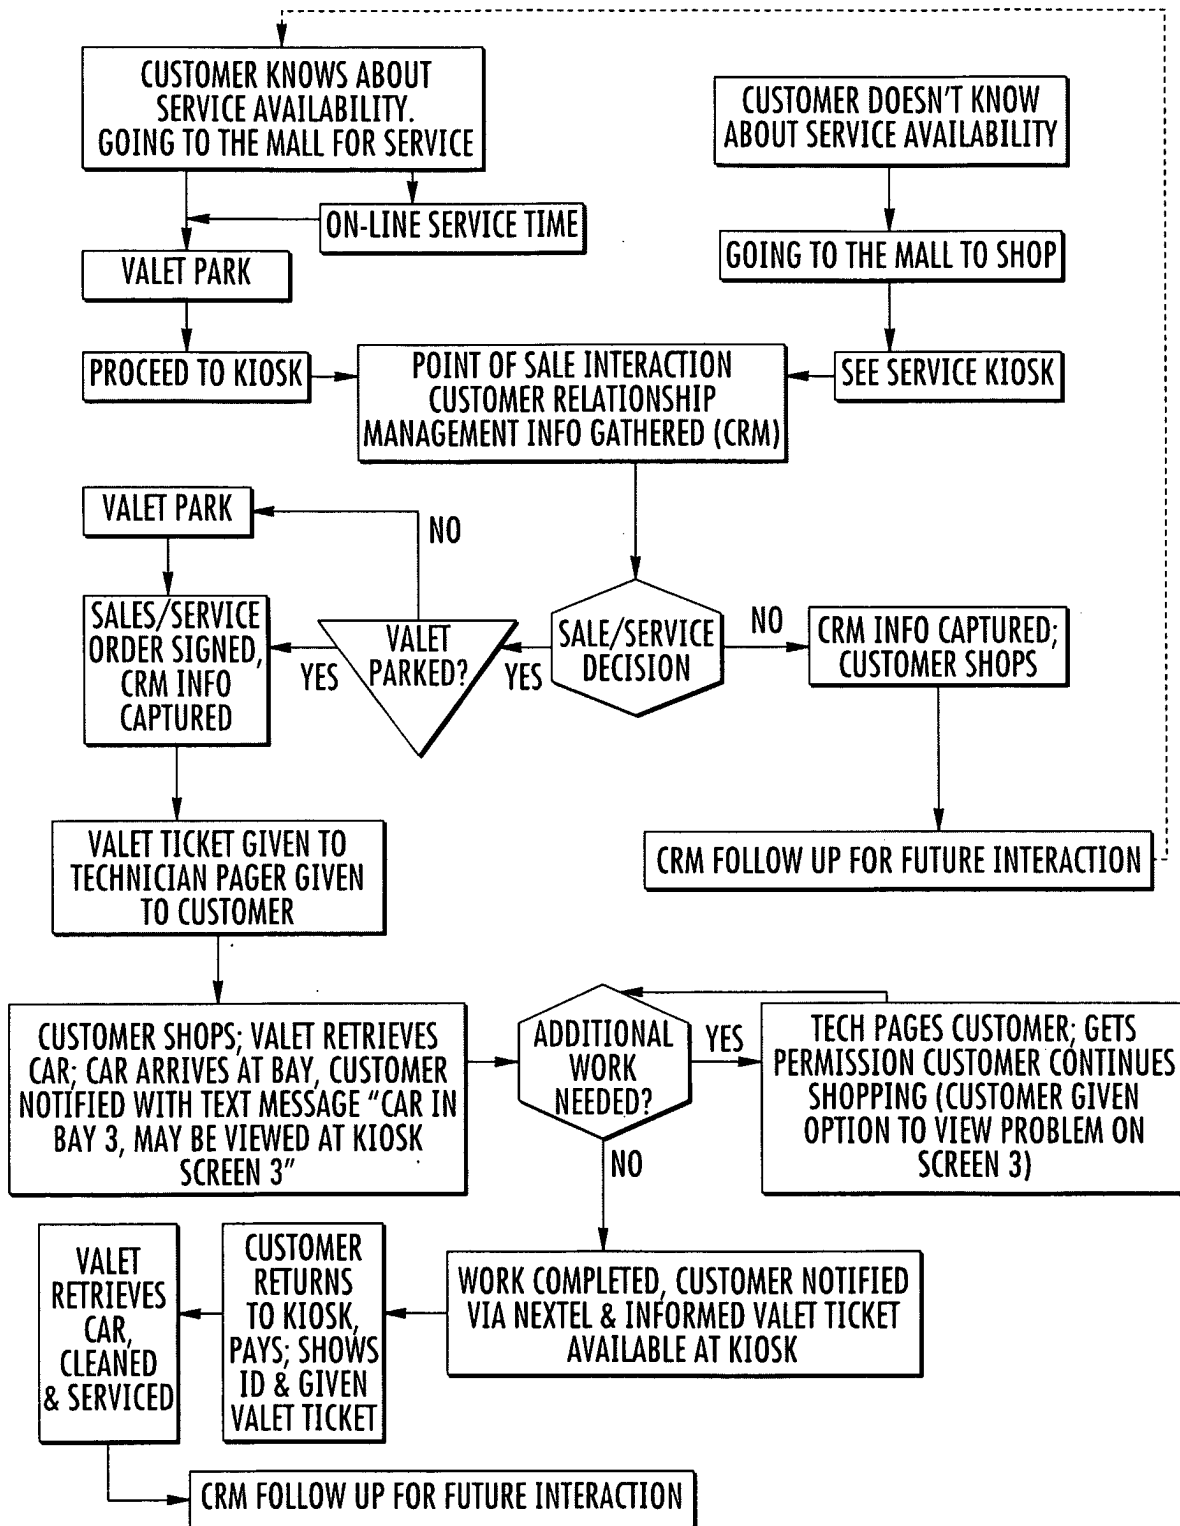 CUSTOMER KNOWS ABOUT
SERVICE AVAILABILITY.
GOING TO THE MALL FOR SERVICE
CUSTOMER DOESN'T KNOW
ABOUT SERVICE AVAILABILITY
ON-LINE SERVICE TIME
VALET PARK
GOING TO THE MALL TO SHOP
PROCEED TO KIOSK
POINT OF SALE INTERACTION
CUSTOMER RELATIONSHIP
MANAGEMENT INFO GATHERED (CRM)
SEE SERVICE KIOSK
VALET PARK
NO
SALES/SERVICE
ORDER SIGNED,
CRM INFO
CAPTURED
YES
VALET
PARKED?
YES
SALE/SERVICE
DECISION
NO
CRM INFO CAPTURED;
CUSTOMER SHOPS
VALET TICKET GIVEN TO
TECHNICIAN PAGER GIVEN
TO CUSTOMER
CRM FOLLOW UP FOR FUTURE INTERACTION
CUSTOMER SHOPS; VALET RETRIEVES
CAR; CAR ARRIVES AT BAY, CUSTOMER
NOTIFIED WITH TEXT MESSAGE "CAR IN
BAY 3, MAY BE VIEWED AT KIOSK
SCREEN 3"
ADDITIONAL
WORK
NEEDED?
YES
TECH PAGES CUSTOMER; GETS
PERMISSION CUSTOMER CONTINUES
SHOPPING (CUSTOMER GIVEN
OPTION TO VIEW PROBLEM ON
SCREEN 3)
NO
VALET
RETRIEVES
CAR,
CLEANED
& SERVICED
CUSTOMER
RETURNS
TO KIOSK,
PAYS; SHOWS
ID & GIVEN
VALET TICKET
WORK COMPLETED, CUSTOMER NOTIFIED
VIA NEXTEL & INFORMED VALET TICKET
AVAILABLE AT KIOSK
CRM FOLLOW UP FOR FUTURE INTERACTION